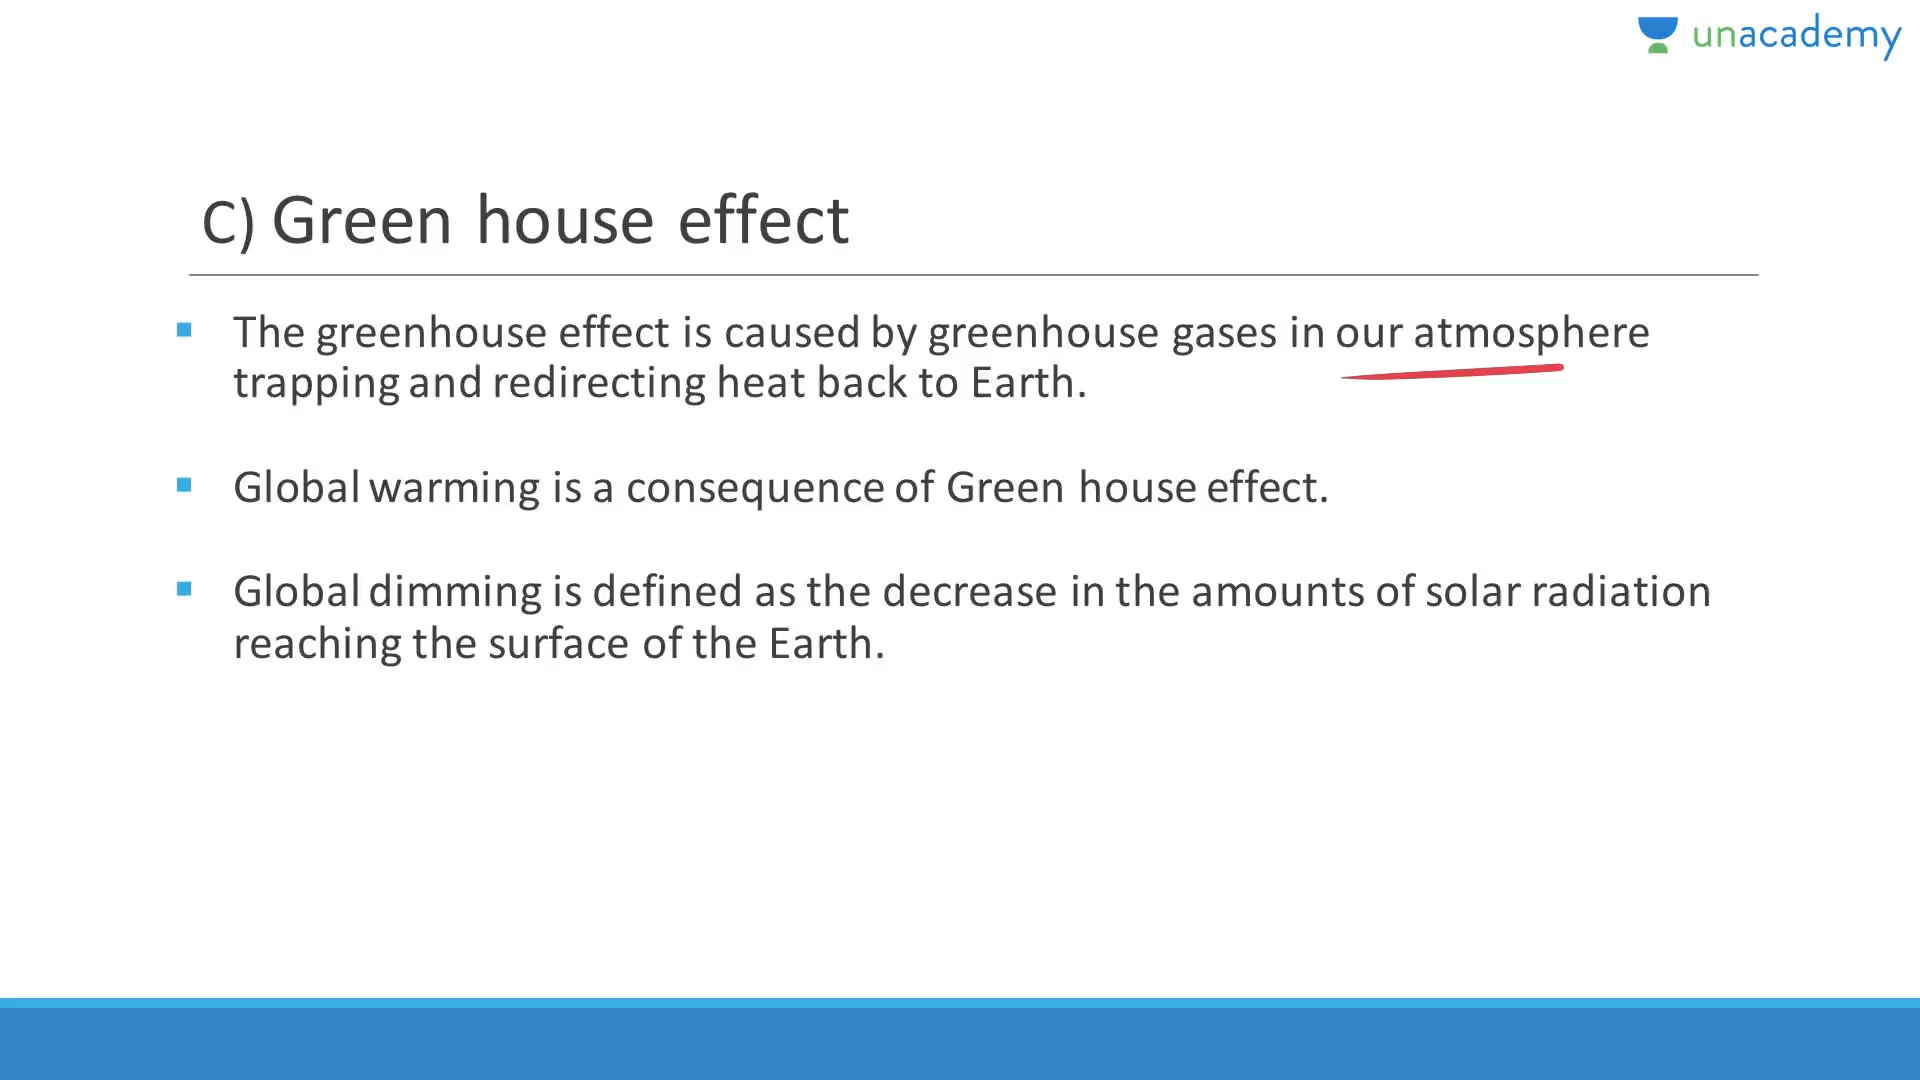 unacademy
C) Green house effect
▪ The greenhouse effect is caused by greenhouse gases in our atmosphere
trapping and redirecting heat back to Earth.
▪ Global warming is a consequence of Green house effect.
▪ Global dimming is defined as the decrease in the amounts of solar radiation
reaching the surface of the Earth.